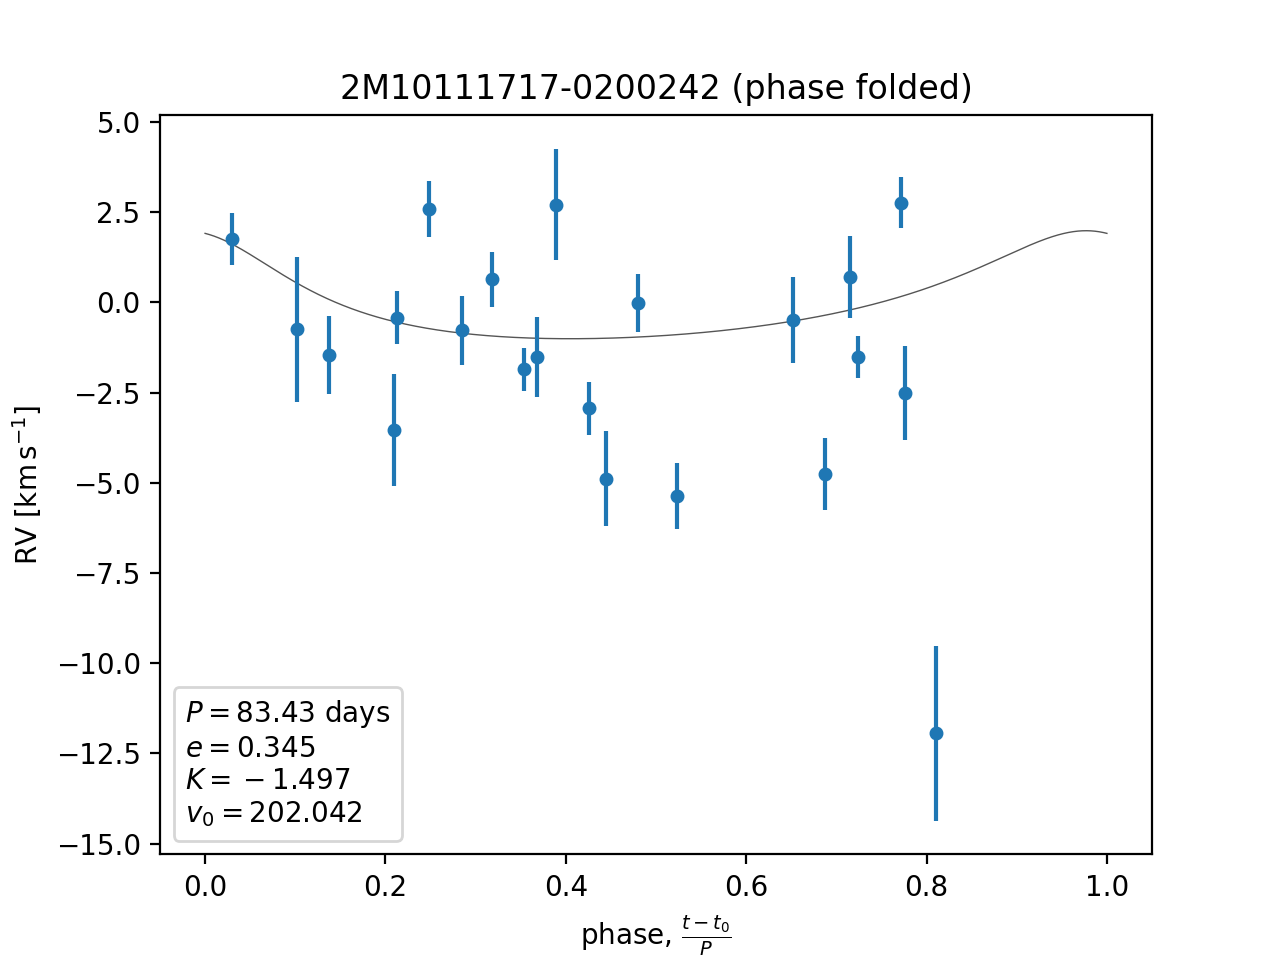 2M10111717-0200242 (phase folded)
5.0
2.5
0.0
−2.5
−5.0
−7.5
−10.0
−12.5
−15.0
RV [km s⁻¹]
P = 83.43 days
e = 0.345
K = −1.497
v₀ = 202.042
0.0 0.2 0.4 0.6 0.8 1.0
phase, (t − t₀)/P